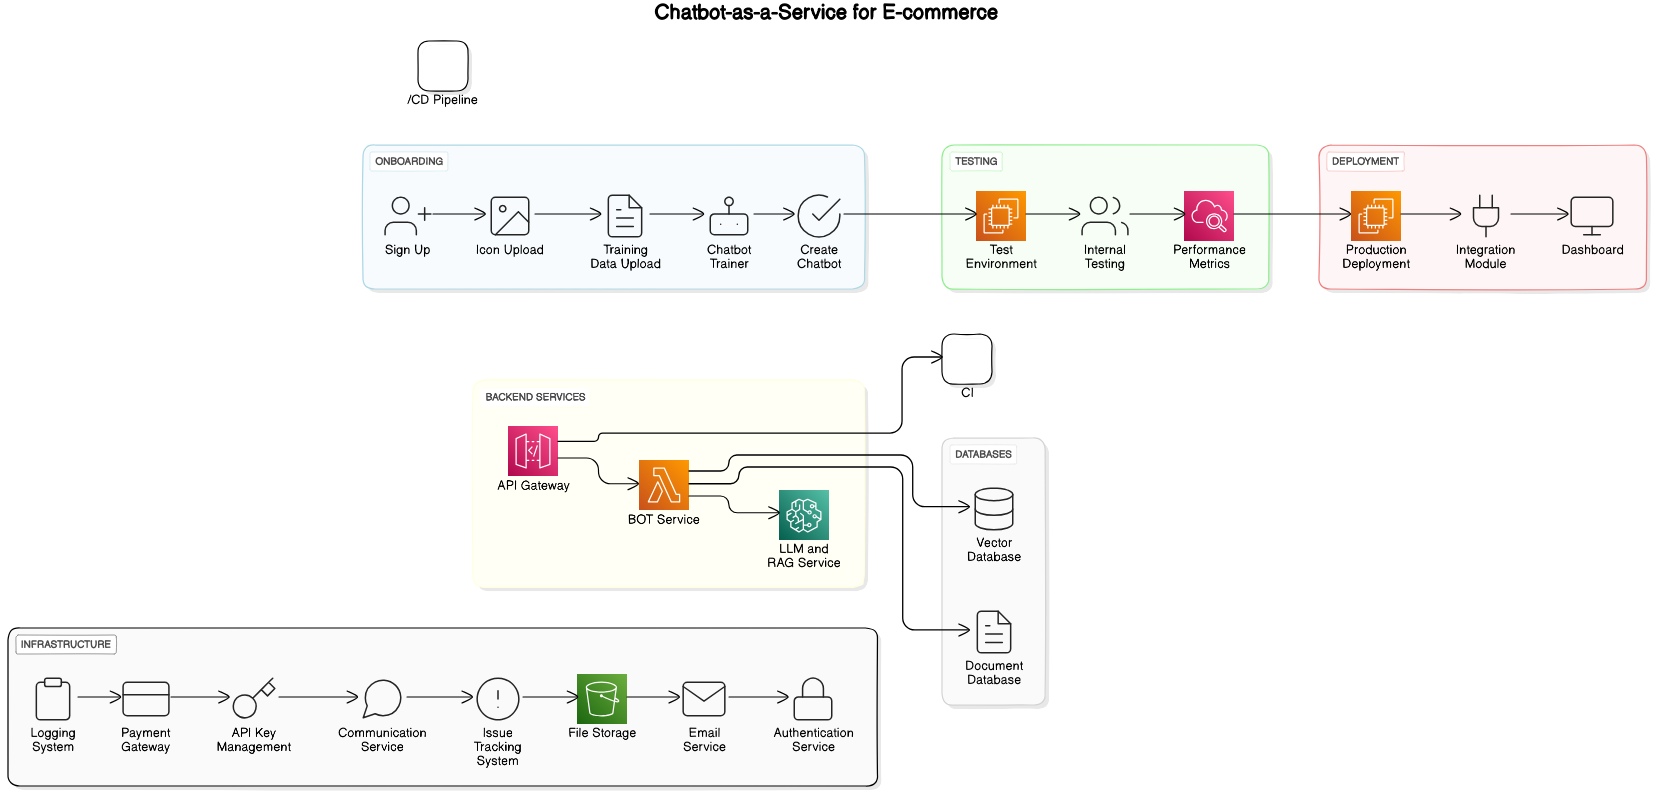 Chatbot-as-a-Service for E-commerce
/CD Pipeline
ONBOARDING
Sign Up
Icon Upload
Training
Data Upload
Chatbot
Trainer
Create
Chatbot
TESTING
Test
Environment
Internal
Testing
Performance
Metrics
DEPLOYMENT
Production
Deployment
Integration
Module
Dashboard
CI
BACKEND SERVICES
API Gateway
BOT Service
LLM and
RAG Service
DATABASES
Vector
Database
Document
Database
INFRASTRUCTURE
Logging
System
Payment
Gateway
API Key
Management
Communication
Service
Issue
Tracking
System
File Storage
Email
Service
Authentication
Service